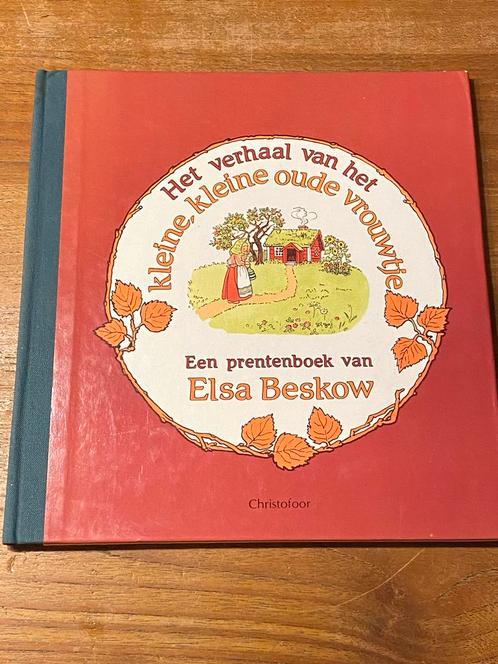 Het verhaal van het
kleine, kleine oude vrouwtje
Een prentenboek van
Elsa Beskow
Christofoor